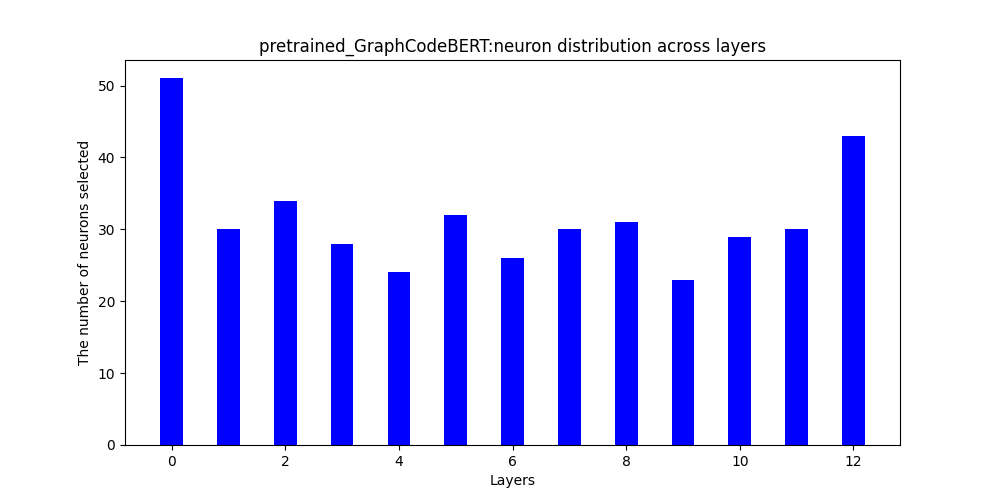 pretrained_GraphCodeBERT:neuron distribution across layers
The number of neurons selected
50
40
30
20
10
0
0 2 4 6 8 10 12
Layers